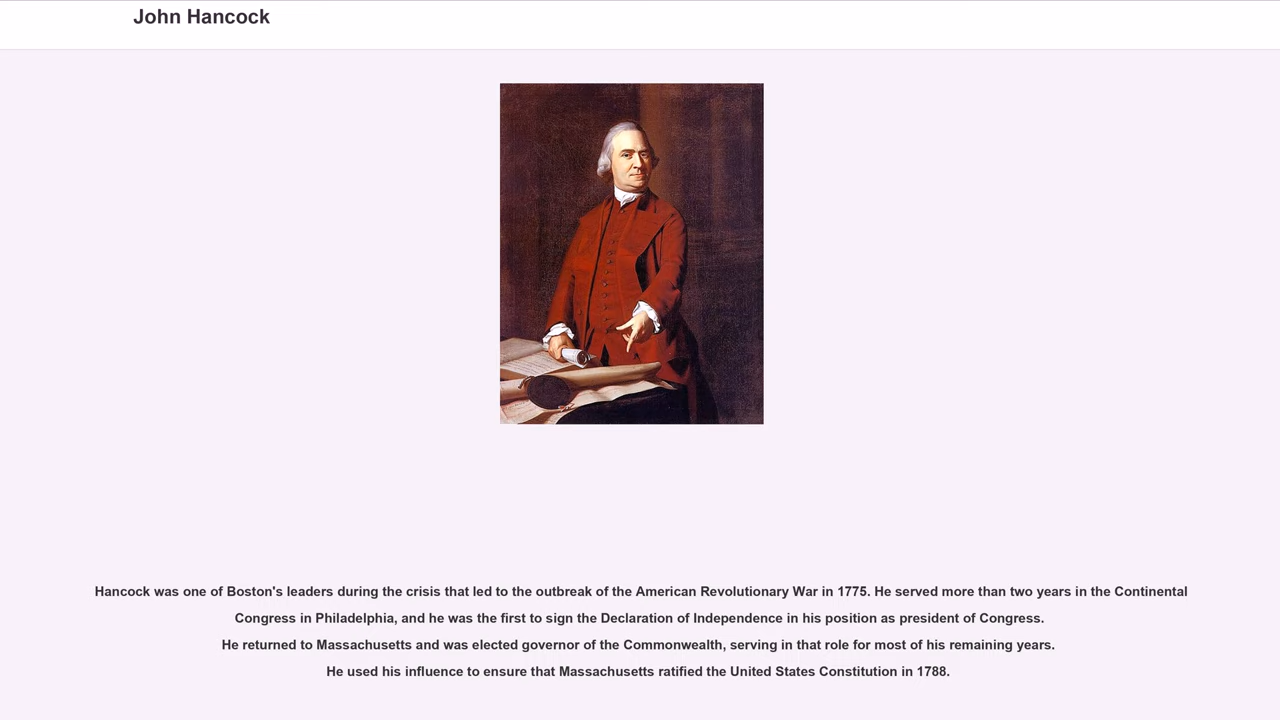 John Hancock
Hancock was one of Boston's leaders during the crisis that led to the outbreak of the American Revolutionary War in 1775. He served more than two years in the Continental
Congress in Philadelphia, and he was the first to sign the Declaration of Independence in his position as president of Congress.
He returned to Massachusetts and was elected governor of the Commonwealth, serving in that role for most of his remaining years.
He used his influence to ensure that Massachusetts ratified the United States Constitution in 1788.